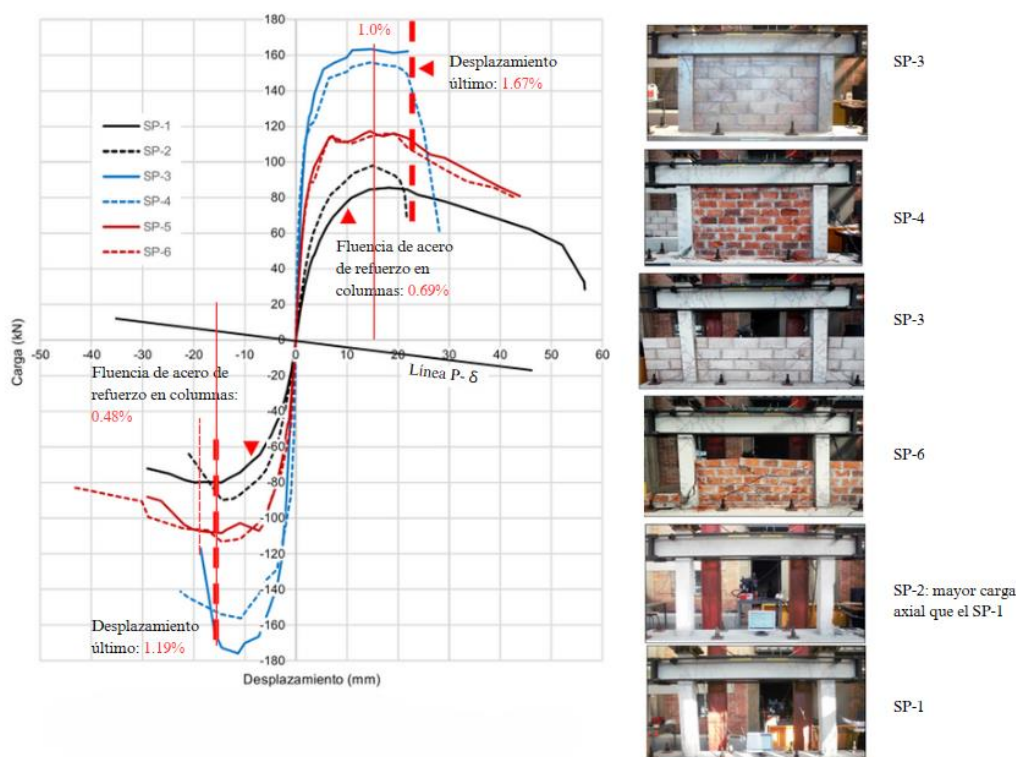 180
160
140
120
100
80
60
40
20
0
-20
-40
-60
-80
-100
-120
-140
-160
-180
Carga (kN)
-50
-40
-30
-20
-10
0
10
20
30
40
50
60
Desplazamiento (mm)
SP-1
SP-2
SP-3
SP-4
SP-5
SP-6
1.0%
Desplazamiento
último: 1.67%
Fluencia de acero
de refuerzo en
columnas: 0.69%
Línea P- δ
Fluencia de acero de
refuerzo en columnas:
0.48%
Desplazamiento
último: 1.19%
SP-3
SP-4
SP-3
SP-6
SP-2: mayor carga
axial que el SP-1
SP-1